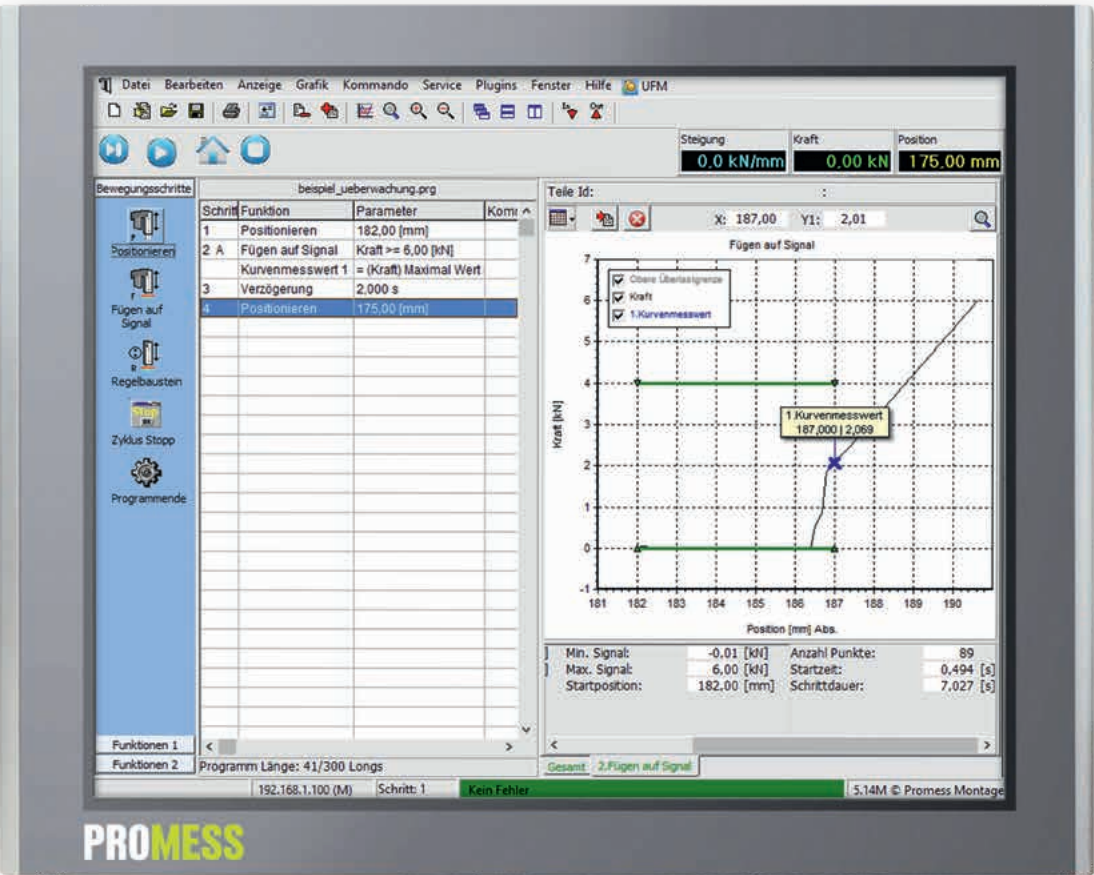 Datei Bearbeiten Anzeige Grafik Kommando Service Plugins Fenster Hilfe UFM
Steigung Kraft Position
0.0 kN/mm 0.00 kN 175.00 mm
Bewegungsschritte
Positionieren
Fügen auf
Signal
Regelbaustein
Stop
Zyklus Stopp
Programmende
Funktionen 1
Funktionen 2
beispiel_ueberwachung.prg
Schritt Funktion Parameter Komm
1 Positionieren 182,00 [mm]
2 A Fügen auf Signal Kraft >= 6,00 [kN]
Kurvenmesswert 1 = (Kraft) Maximal Wert
3 Verzögerung 2,000 s
4 Positionieren 175,00 [mm]
Programm Länge: 41/300 Longs
Teile Id: :
X: 187,00 Y1: 2,01
Fügen auf Signal
Obere Überlastgrenze
Kraft
1.Kurvenmesswert
7
6
5
4
3
2
1
0
-1
Kraft [kN]
1.Kurvenmesswert
187,000 | 2,069
181 182 183 184 185 186 187 188 189 190
Position [mm] Abs.
Min. Signal: -0,01 [kN] Anzahl Punkte: 89
Max. Signal: 6,00 [kN] Startzeit: 0,494 [s]
Startposition: 182,00 [mm] Schrittdauer: 7,027 [s]
Gesamt 2.Fügen auf Signal
192.168.1.100 (M) Schritt: 1 Kein Fehler 5.14M © Promess Montage
PROMESS